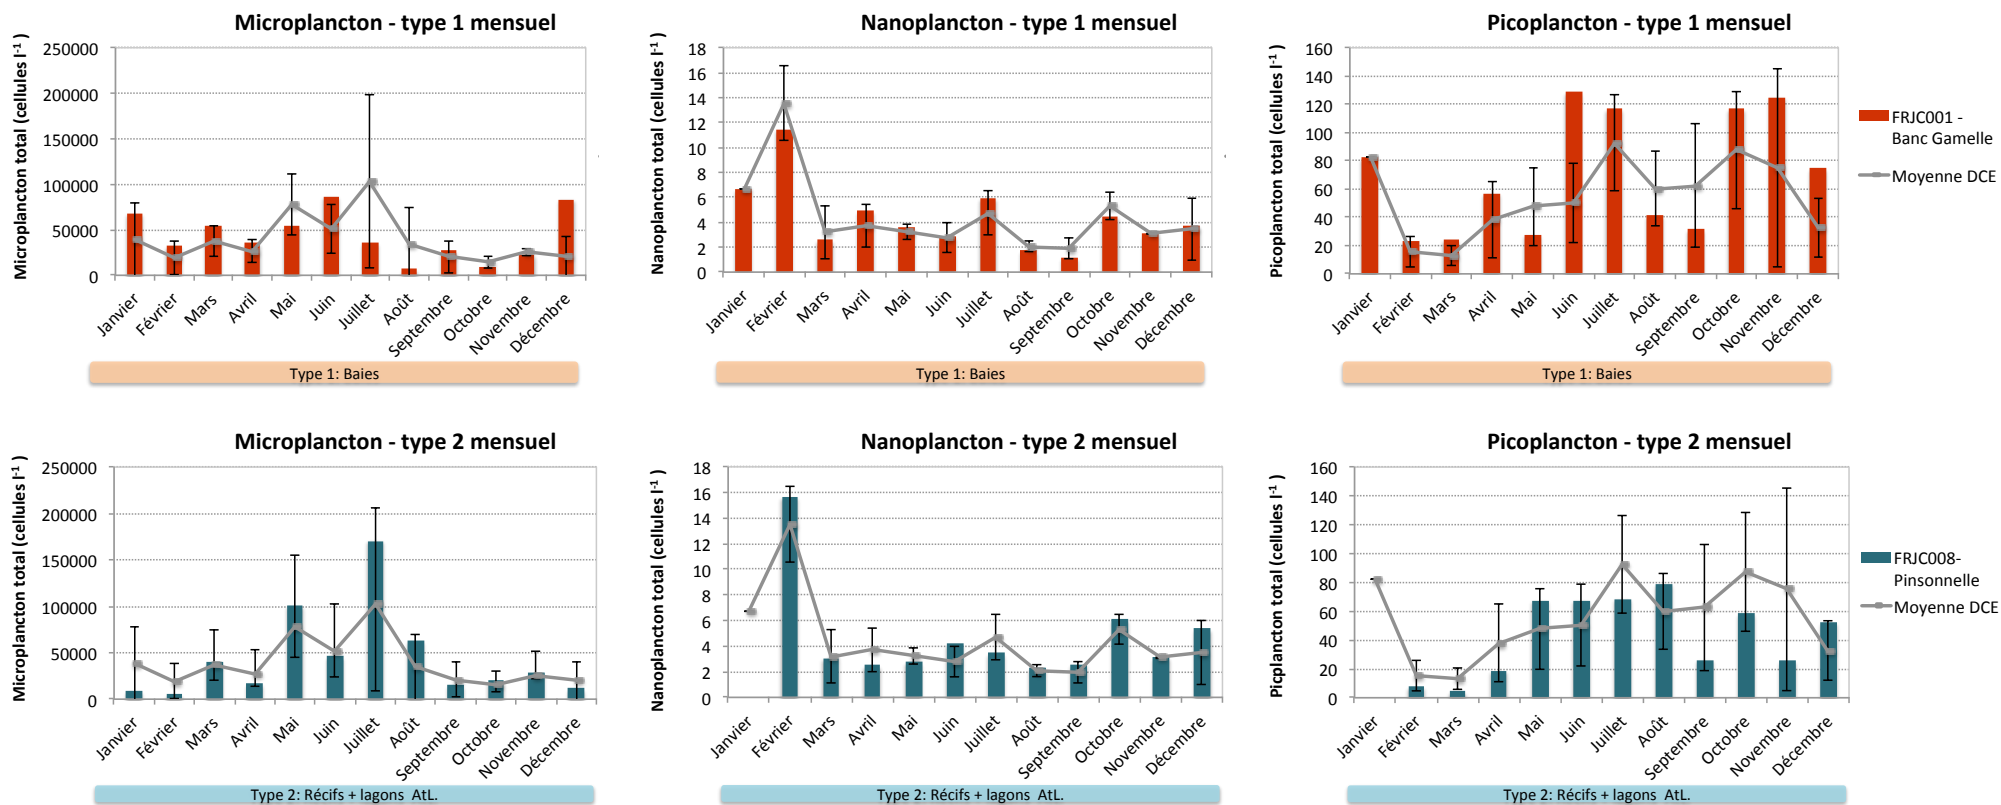 Microplancton - type 1 mensuel
Microplancton total (cellules l⁻¹ )
250000
200000
150000
100000
50000
0
Janvier
Février
Mars
Avril
Mai
Juin
Juillet
Août
Septembre
Octobre
Novembre
Décembre
Type 1: Baies
Nanoplancton - type 1 mensuel
Nanoplancton total (cellules l⁻¹ )
18
16
14
12
10
8
6
4
2
0
Janvier
Février
Mars
Avril
Mai
Juin
Juillet
Août
Septembre
Octobre
Novembre
Décembre
Type 1: Baies
Picoplancton - type 1 mensuel
Picoplancton total (cellules l⁻¹ )
160
140
120
100
80
60
40
20
0
Janvier
Février
Mars
Avril
Mai
Juin
Juillet
Août
Septembre
Octobre
Novembre
Décembre
Type 1: Baies
FRJC001 -
Banc Gamelle
Moyenne DCE
Microplancton - type 2 mensuel
Microplancton total (cellules l⁻¹ )
250000
200000
150000
100000
50000
0
Janvier
Février
Mars
Avril
Mai
Juin
Juillet
Août
Septembre
Octobre
Novembre
Décembre
Type 2: Récifs + lagons AtL.
Nanoplancton - type 2 mensuel
Nanoplancton total (cellules l⁻¹ )
18
16
14
12
10
8
6
4
2
0
Janvier
Février
Mars
Avril
Mai
Juin
Juillet
Août
Septembre
Octobre
Novembre
Décembre
Type 2: Récifs + lagons AtL.
Picoplancton - type 2 mensuel
Picplancton total (cellules l⁻¹ )
160
140
120
100
80
60
40
20
0
Janvier
Février
Mars
Avril
Mai
Juin
Juillet
Août
Septembre
Octobre
Novembre
Décembre
Type 2: Récifs + lagons AtL.
FRJC008-
Pinsonnelle
Moyenne DCE